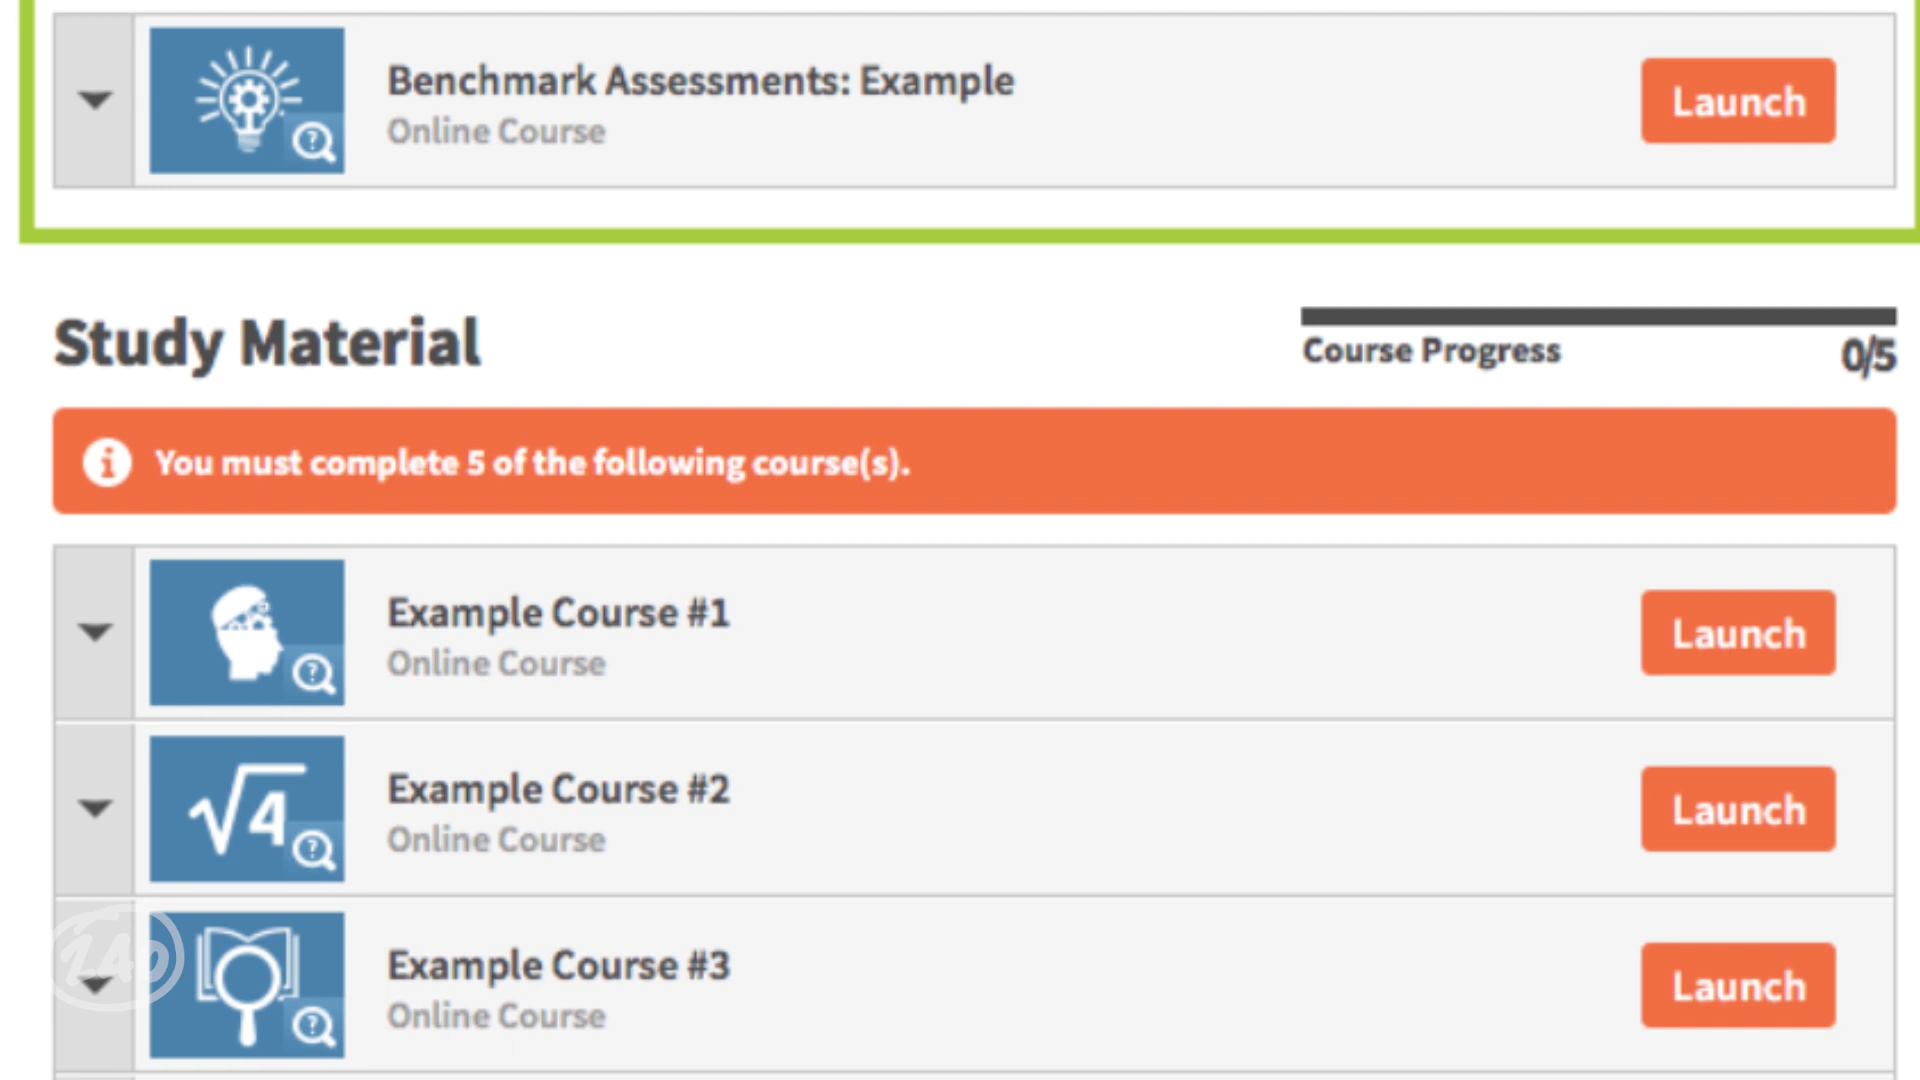 Benchmark Assessments: Example
Online Course
Launch
Study Material
Course Progress 0/5
You must complete 5 of the following course(s).
Example Course #1
Online Course
Launch
√4
Example Course #2
Online Course
Launch
Example Course #3
Online Course
Launch